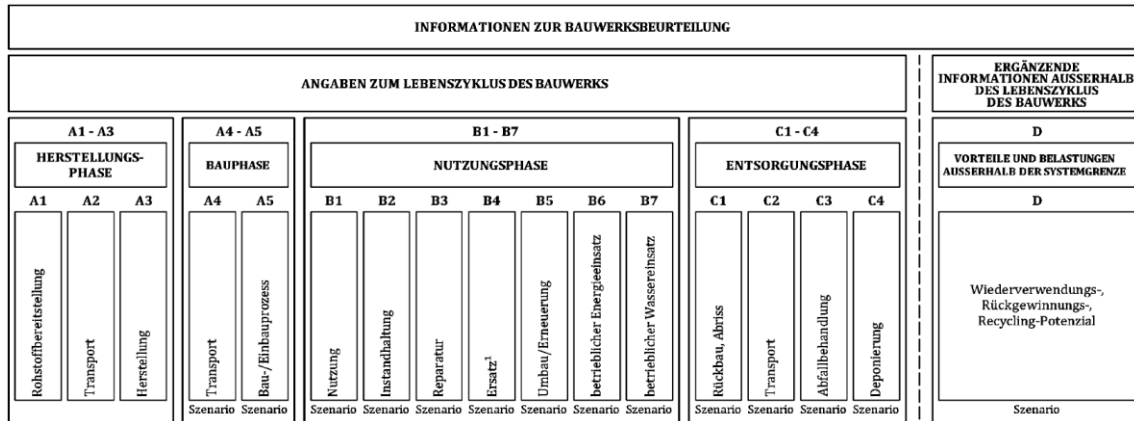 INFORMATIONEN ZUR BAUWERKSBEURTEILUNG
ANGABEN ZUM LEBENSZYKLUS DES BAUWERKS
ERGÄNZENDE
INFORMATIONEN AUSSERHALB
DES LEBENSZYKLUS
DES BAUWERKS
A1 - A3
HERSTELLUNGS-
PHASE
A1
A2
A3
Rohstoffbereitstellung
Transport
Herstellung
A4 - A5
BAUPHASE
A4
A5
Transport
Bau-/Einbauprozess
Szenario
Szenario
B1 - B7
NUTZUNGSPHASE
B1
B2
B3
B4
B5
B6
B7
Nutzung
Instandhaltung
Reparatur
Ersatz¹
Umbau/Erneuerung
betrieblicher Energieeinsatz
betrieblicher Wassereinsatz
Szenario
Szenario
Szenario
Szenario
Szenario
Szenario
Szenario
C1 - C4
ENTSORGUNGSPHASE
C1
C2
C3
C4
Rückbau, Abriss
Transport
Abfallbehandlung
Deponierung
Szenario
Szenario
Szenario
Szenario
D
VORTEILE UND BELASTUNGEN
AUSSERHALB DER SYSTEMGRENZE
D
Wiederverwendungs-,
Rückgewinnungs-,
Recycling-Potenzial
Szenario